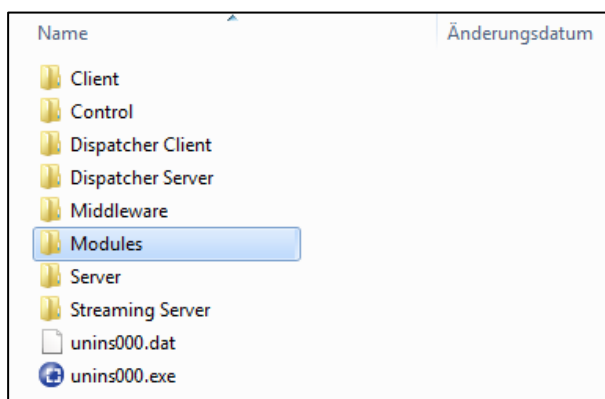 Name Änderungsdatum
Client
Control
Dispatcher Client
Dispatcher Server
Middleware
Modules
Server
Streaming Server
unins000.dat
unins000.exe